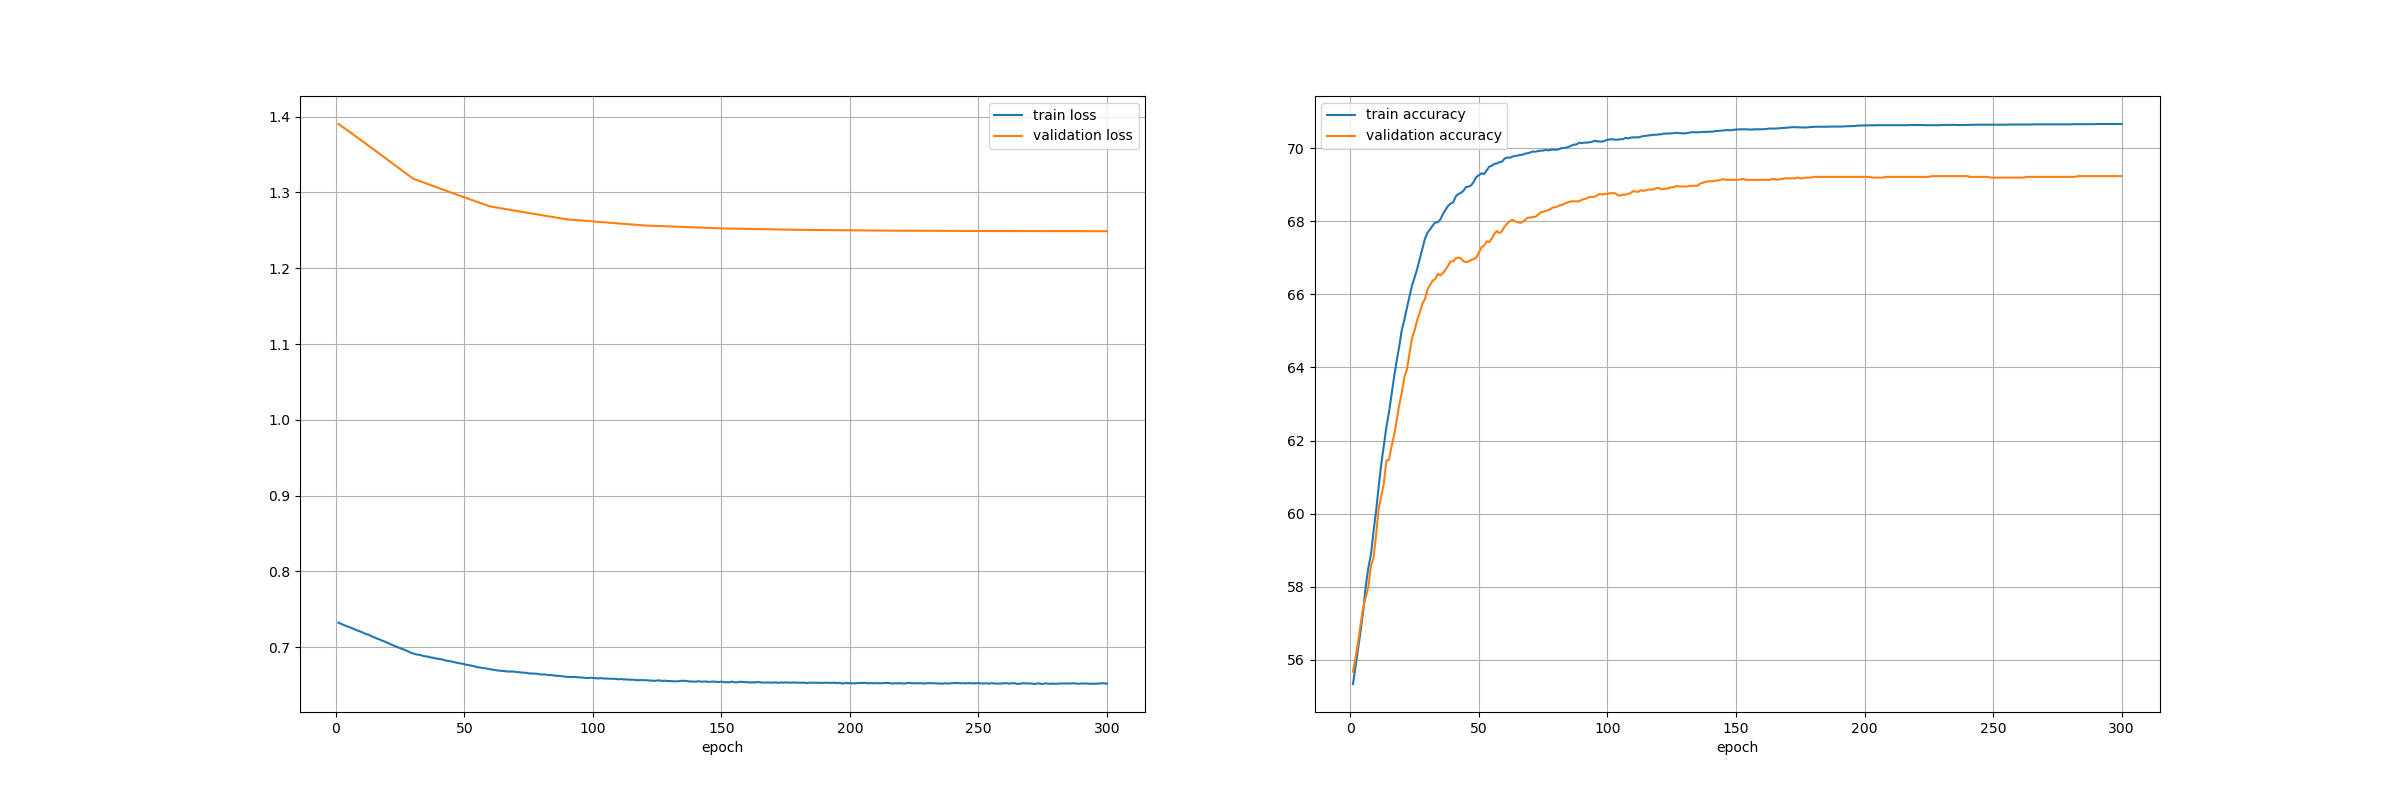 1.4
1.3
1.2
1.1
1.0
0.9
0.8
0.7
0 50 100 150 200 250 300
epoch
train loss
validation loss
70
68
66
64
62
60
58
56
0 50 100 150 200 250 300
epoch
train accuracy
validation accuracy